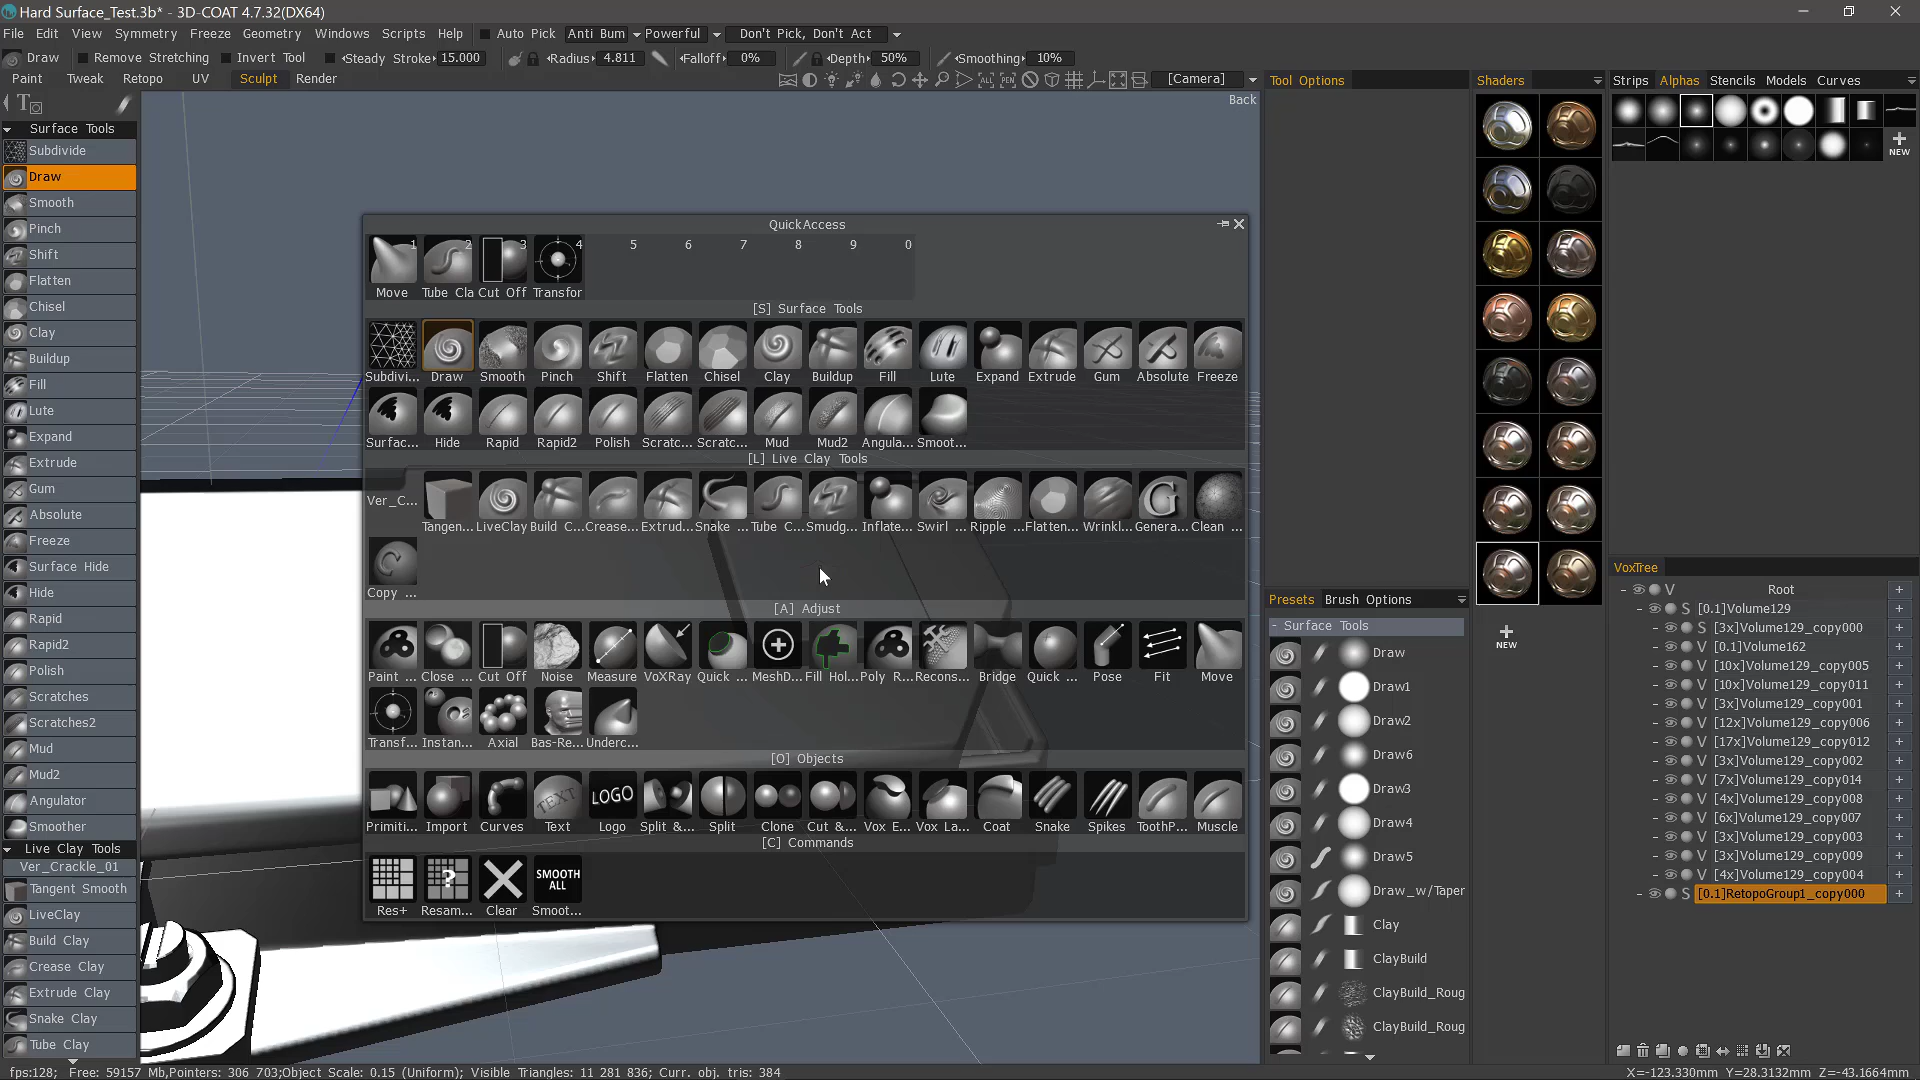 Hard Surface_Test.3b* - 3D-COAT 4.7.32(DX64)
File Edit View Symmetry Freeze Geometry Windows Scripts Help Auto Pick Anti Bum Powerful Don't Pick, Don't Act
Draw Remove Stretching Invert Tool Steady Stroke 15.000 Radius 4.811 Falloff 0% Depth 50% Smoothing 10%
Paint Tweak Retopo UV Sculpt Render [Camera]
Back
Surface Tools
Subdivide
Draw
Smooth
Pinch
Shift
Flatten
Chisel
Clay
Buildup
Fill
Lute
Expand
Extrude
Gum
Absolute
Freeze
Surface Hide
Hide
Rapid
Rapid2
Polish
Scratches
Scratches2
Mud
Mud2
Angulator
Smoother
Live Clay Tools
Ver_Crackle_01
Tangent Smooth
LiveClay
Build Clay
Crease Clay
Extrude Clay
Snake Clay
Tube Clay
QuickAccess
1 2 3 4 5 6 7 8 9 0
Move Tube Cla Cut Off Transfor
[S] Surface Tools
Subdivi... Draw Smooth Pinch Shift Flatten Chisel Clay Buildup Fill Lute Expand Extrude Gum Absolute Freeze
Surfac... Hide Rapid Rapid2 Polish Scratc... Scratc... Mud Mud2 Angula... Smoot...
[L] Live Clay Tools
Ver_C... Tangen... LiveClay Build C... Crease... Extrud... Snake ... Tube C... Smudg... Inflate... Swirl ... Ripple ... Flatten... Wrinkl... Genera... Clean ...
Copy ...
[A] Adjust
Paint ... Close ... Cut Off Noise Measure VoXRay Quick ... MeshD... Fill Hol... Poly R... Recons... Bridge Quick ... Pose Fit Move
Transf... Instan... Axial Bas-Re... Underc...
[O] Objects
TEXT LOGO
Primiti... Import Curves Text Logo Split &... Split Clone Cut &... Vox E... Vox La... Coat Snake Spikes ToothP... Muscle
[C] Commands
? SMOOTH ALL
Res+ Resam... Clear Smoot...
Tool Options
Presets Brush Options
- Surface Tools
Draw
Draw1
Draw2
Draw6
Draw3
Draw4
Draw5
Draw_w/Taper
Clay
ClayBuild
ClayBuild_Roug
ClayBuild_Roug
Shaders
NEW
Strips Alphas Stencils Models Curves
NEW
VoxTree
V Root
S [0.1]Volume129
S [3x]Volume129_copy000
V [0.1]Volume162
V [10x]Volume129_copy005
V [10x]Volume129_copy011
V [3x]Volume129_copy001
V [12x]Volume129_copy006
V [17x]Volume129_copy012
V [3x]Volume129_copy002
V [7x]Volume129_copy014
V [4x]Volume129_copy008
V [6x]Volume129_copy007
V [3x]Volume129_copy003
V [3x]Volume129_copy009
V [4x]Volume129_copy004
S [0.1]RetopoGroup1_copy000
fps:128; Free: 59157 Mb,Pointers: 306 703;Object Scale: 0.15 (Uniform); Visible Triangles: 11 281 836; Curr. obj. tris: 384
X=-123.330mm Y=28.3132mm Z=-43.1664mm